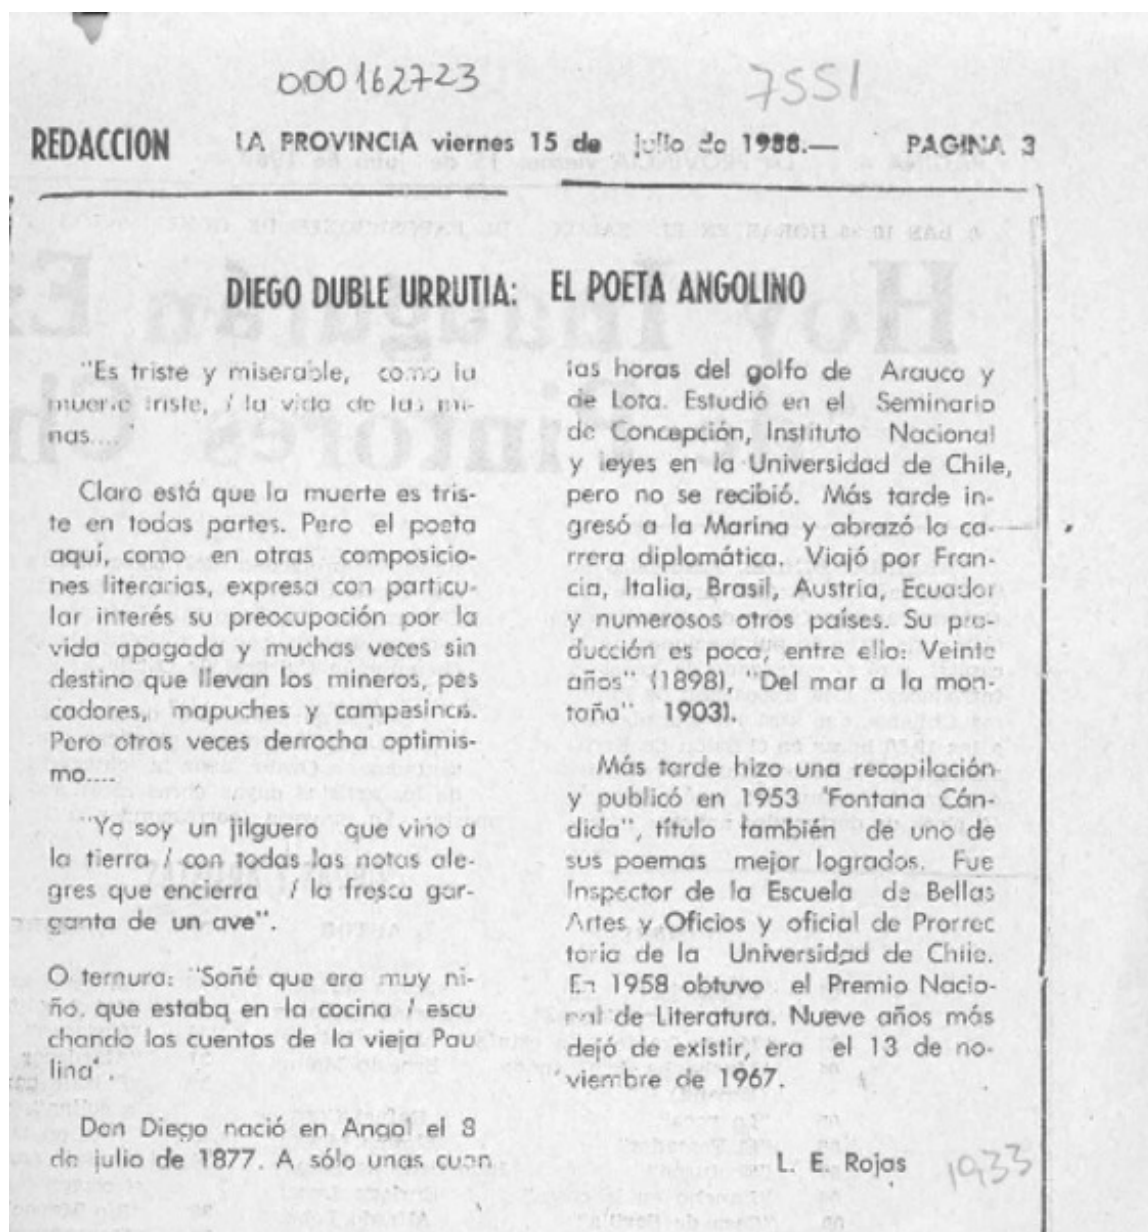 000162723
7551
REDACCION LA PROVINCIA viernes 15 de julio de 1988.— PAGINA 3
DIEGO DUBLE URRUTIA: EL POETA ANGOLINO
"Es triste y miserable, como la
muerte triste, / la vida de las mi-
nas....'
Claro está que la muerte es tris-
te en todas partes. Pero el poeta
aquí, como en otras composicio-
nes literarias, expresa con particu-
lar interés su preocupación por la
vida apagada y muchas veces sin
destino que llevan los mineros, pes
cadores, mapuches y campesinos.
Pero otras veces derrocha optimis-
mo....
"Yo soy un jilguero que vino a
la tierra / con todas las notas ale-
gres que encierra / la fresca gar-
ganta de un ave".
O ternura: "Soñé que era muy ni-
ño, que estaba en la cocina / escu
chando los cuentos de la vieja Pau
lina".
Don Diego nació en Angol el 8
de julio de 1877. A sólo unas cuan
tas horas del golfo de Arauco y
de Lota. Estudió en el Seminario
de Concepción, Instituto Nacional
y leyes en la Universidad de Chile,
pero no se recibió. Más tarde in-
gresó a la Marina y abrazó la ca-
rrera diplomática. Viajó por Fran-
cia, Italia, Brasil, Austria, Ecuador
y numerosos otros países. Su pro-
ducción es poca, entre ello: Veinte
años" (1898), "Del mar a la mon-
taña" 1903).
Más tarde hizo una recopilación
y publicó en 1953 'Fontana Cán-
dida", título también de uno de
sus poemas mejor logrados. Fue
Inspector de la Escuela de Bellas
Artes y Oficios y oficial de Prorrec
toria de la Universidad de Chile.
En 1958 obtuvo el Premio Nacio-
nal de Literatura. Nueve años más
dejó de existir, era el 13 de no-
viembre de 1967.
L. E. Rojas
1933